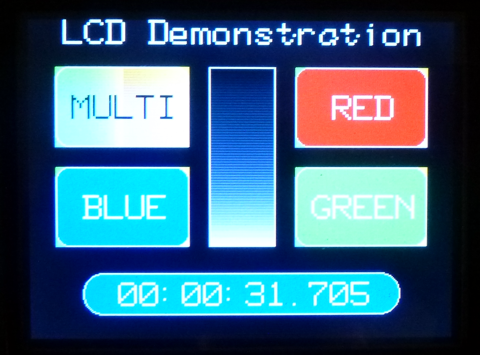 LCD Demonstration
MULTI
RED
BLUE
GREEN
00:00:31.705